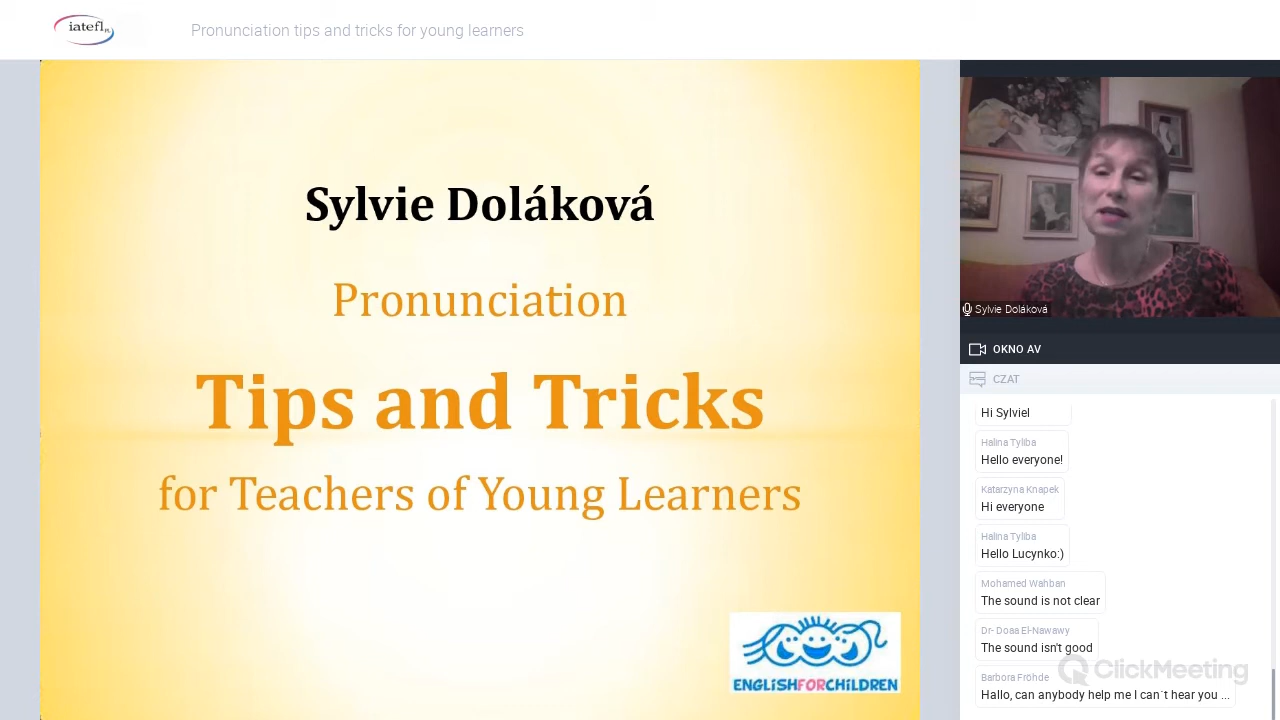 iatefl PL
Pronunciation tips and tricks for young learners
Sylvie Doláková
Pronunciation
Tips and Tricks
for Teachers of Young Learners
ENGLISHFORCHILDREN
Sylvie Doláková
OKNO AV
CZAT
Hi Sylvie!
Halina Tyliba
Hello everyone!
Katarzyna Knapek
Hi everyone
Halina Tyliba
Hello Lucynko:)
Mohamed Wahban
The sound is not clear
Dr- Doaa El-Nawawy
The sound isn't good
ClickMeeting
Barbora Fröhde
Hallo, can anybody help me I can`t hear you ...